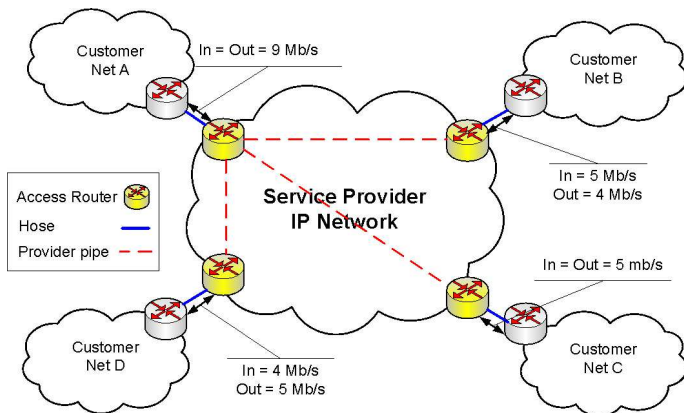 Customer
Net A
In = Out = 9 Mb/s
Customer
Net B
In = 5 Mb/s
Out = 4 Mb/s
Access Router
Hose
Provider pipe
Service Provider
IP Network
In = Out = 5 mb/s
Customer
Net D
In = 4 Mb/s
Out = 5 Mb/s
Customer
Net C